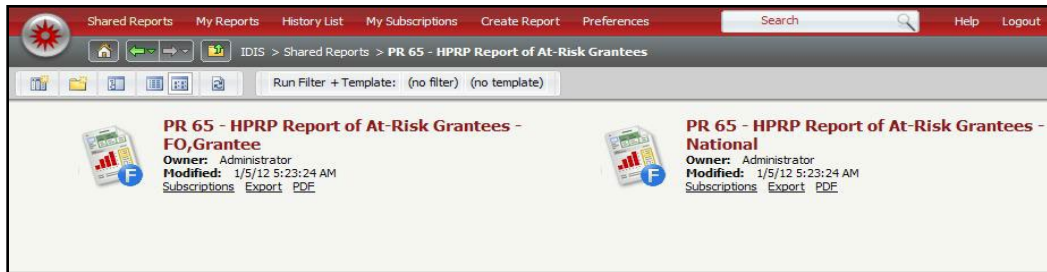 Shared Reports My Reports History List My Subscriptions Create Report Preferences Search Help Logout
IDIS > Shared Reports > PR 65 - HPRP Report of At-Risk Grantees
Run Filter + Template: (no filter) (no template)
PR 65 - HPRP Report of At-Risk Grantees -
FO,Grantee
Owner: Administrator
Modified: 1/5/12 5:23:24 AM
Subscriptions Export PDF
F
PR 65 - HPRP Report of At-Risk Grantees -
National
Owner: Administrator
Modified: 1/5/12 5:23:24 AM
Subscriptions Export PDF
F